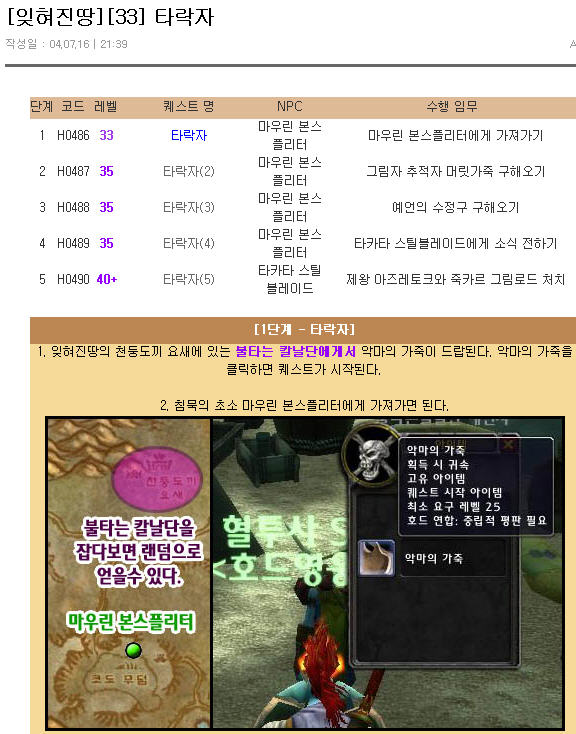 [잊혀진땅][33] 타락자
작성일 : 04,07,16 | 21:39
단계 코드 레벨 퀘스트 명 NPC 수행 임무
1 H0486 33 타락자 마우린 본스플리터 마우린 본스플리터에게 가져가기
2 H0487 35 타락자(2) 마우린 본스플리터 그림자 추적자 머릿가죽 구해오기
3 H0488 35 타락자(3) 마우린 본스플리터 예언의 수정구 구해오기
4 H0489 35 타락자(4) 마우린 본스플리터 타카타 스틸블레이드에게 소식 전하기
5 H0490 40+ 타락자(5) 타카타 스틸블레이드 제왕 아즈레토크와 죽카르 그림로드 처치
[1단계 - 타락자]
1. 잊혀진땅의 천둥도끼 요새에 있는 불타는 칼날단에게서 악마의 가죽이 드랍된다. 악마의 가죽을
클릭하면 퀘스트가 시작된다.
2. 침묵의 초소 마우린 본스플리터에게 가져가면 된다.
천둥도끼
요새
불타는 칼날단을
잡다보면 랜덤으로
얻을수 있다.
마우린 본스플리터
코도 무덤
혈투사 S
<호드영
악마의 가죽
획득 시 귀속
고유 아이템
퀘스트 시작 아이템
최소 요구 레벨 25
호드 연합: 중립적 평판 필요
악마의 가죽